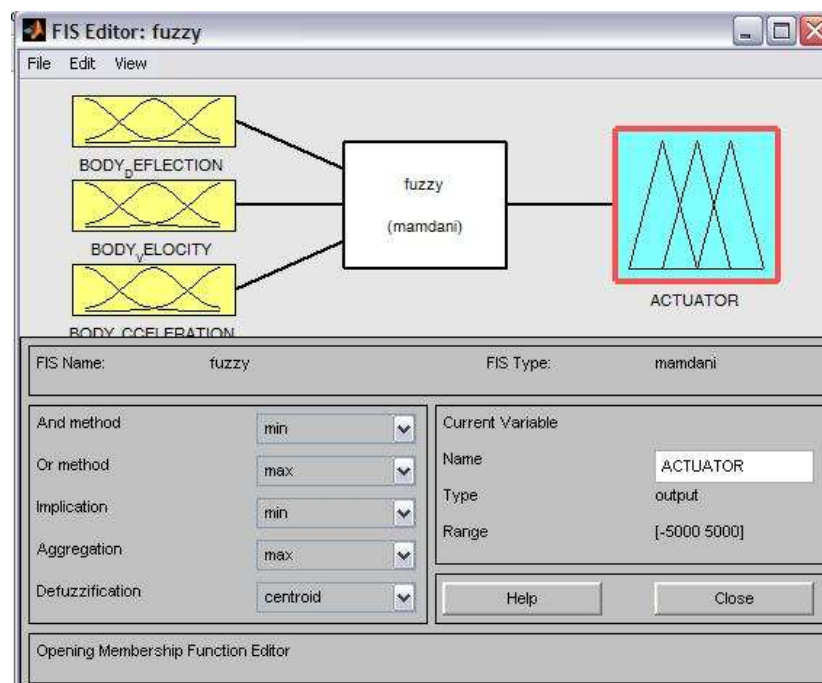 FIS Editor: fuzzy
File Edit View
BODY_DEFLECTION
BODY_VELOCITY
BODY CCELERATION
fuzzy
(mamdani)
ACTUATOR
FIS Name: fuzzy FIS Type: mamdani
And method min
Or method max
Implication min
Aggregation max
Defuzzification centroid
Current Variable
Name ACTUATOR
Type output
Range [-5000 5000]
Help Close
Opening Membership Function Editor